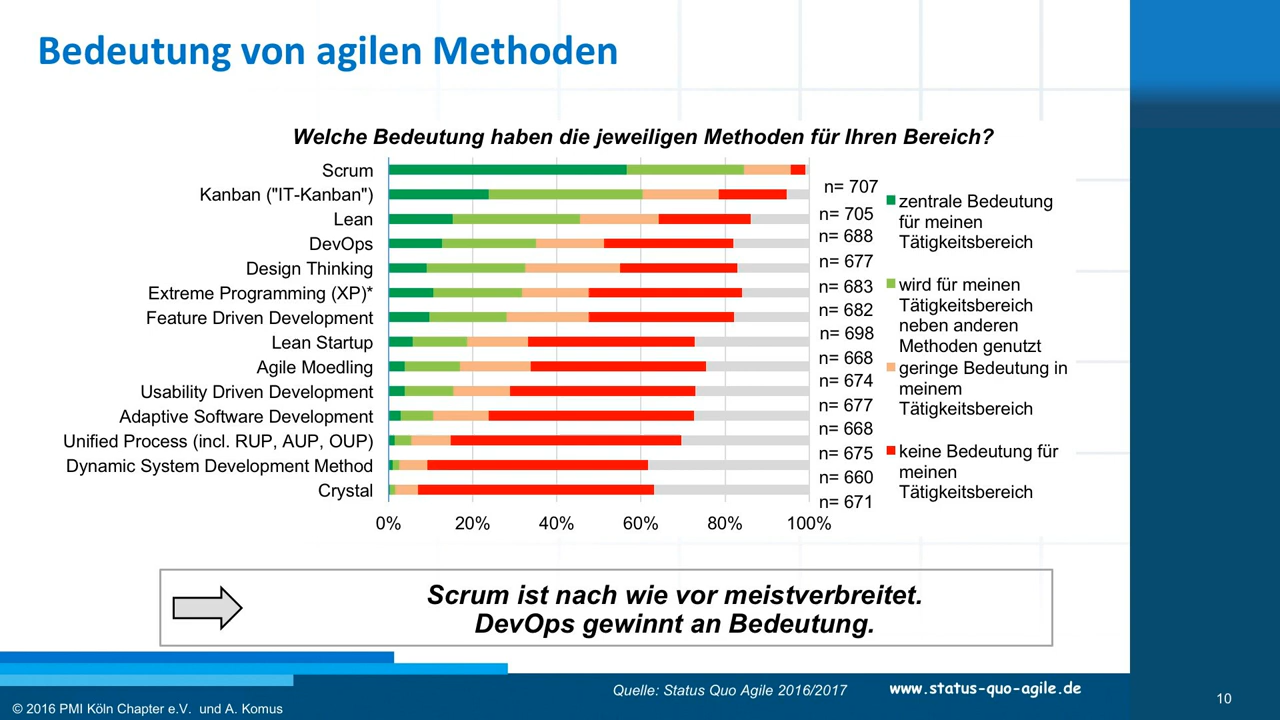 Bedeutung von agilen Methoden
Welche Bedeutung haben die jeweiligen Methoden für Ihren Bereich?
Scrum
Kanban ("IT-Kanban")
Lean
DevOps
Design Thinking
Extreme Programming (XP)*
Feature Driven Development
Lean Startup
Agile Moedling
Usability Driven Development
Adaptive Software Development
Unified Process (incl. RUP, AUP, OUP)
Dynamic System Development Method
Crystal
0% 20% 40% 60% 80% 100%
n= 707
n= 705
n= 688
n= 677
n= 683
n= 682
n= 698
n= 668
n= 674
n= 677
n= 668
n= 675
n= 660
n= 671
zentrale Bedeutung
für meinen
Tätigkeitsbereich
wird für meinen
Tätigkeitsbereich
neben anderen
Methoden genutzt
geringe Bedeutung in
meinem
Tätigkeitsbereich
keine Bedeutung für
meinen
Tätigkeitsbereich
Scrum ist nach wie vor meistverbreitet.
DevOps gewinnt an Bedeutung.
Quelle: Status Quo Agile 2016/2017
www.status-quo-agile.de
10
© 2016 PMI Köln Chapter e.V. und A. Komus